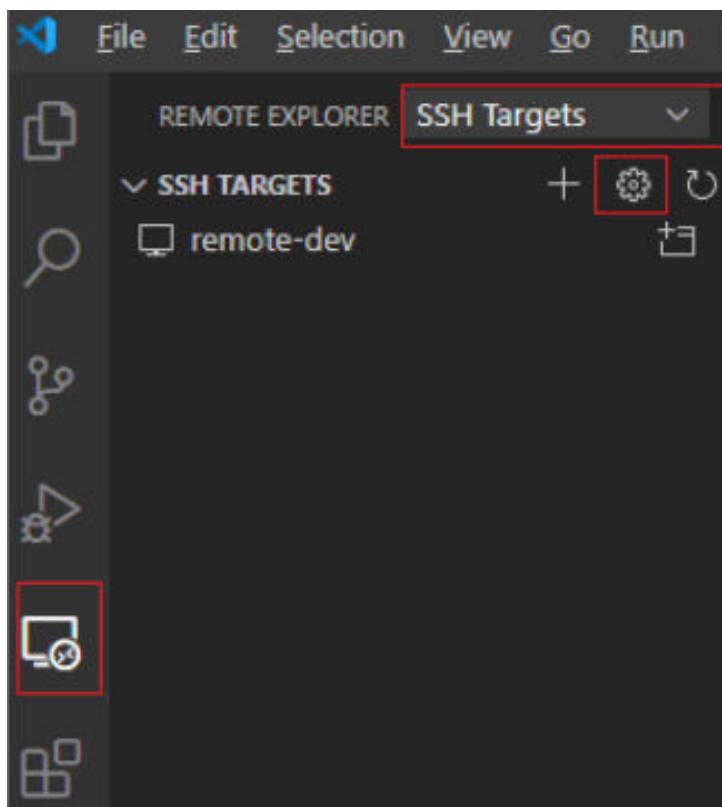 File Edit Selection View Go Run
REMOTE EXPLORER SSH Targets
SSH TARGETS
remote-dev